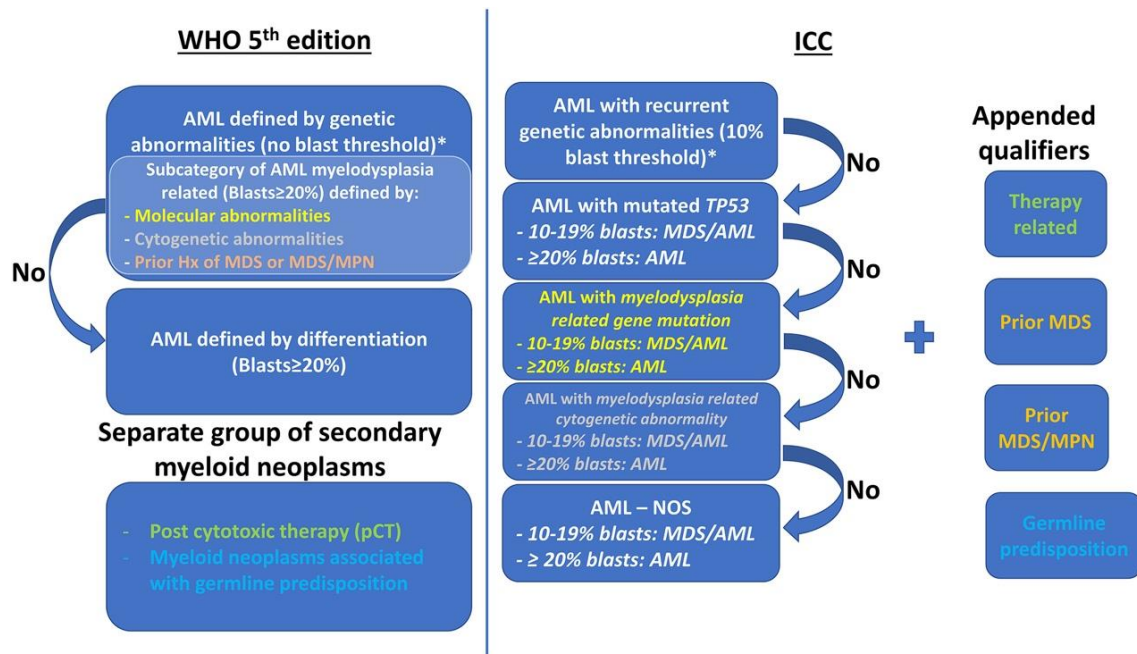 WHO 5th edition
AML defined by genetic
abnormalities (no blast threshold)*
Subcategory of AML myelodysplasia
related (Blasts≥20%) defined by:
- Molecular abnormalities
- Cytogenetic abnormalities
- Prior Hx of MDS or MDS/MPN
No
AML defined by differentiation
(Blasts≥20%)
Separate group of secondary
myeloid neoplasms
- Post cytotoxic therapy (pCT)
- Myeloid neoplasms associated
with germline predisposition
ICC
AML with recurrent
genetic abnormalities (10%
blast threshold)*
No
AML with mutated TP53
- 10-19% blasts: MDS/AML
- ≥20% blasts: AML
No
AML with myelodysplasia
related gene mutation
- 10-19% blasts: MDS/AML
- ≥20% blasts: AML
No
AML with myelodysplasia related
cytogenetic abnormality
- 10-19% blasts: MDS/AML
- ≥20% blasts: AML
No
AML – NOS
- 10-19% blasts: MDS/AML
- ≥ 20% blasts: AML
Appended
qualifiers
Therapy
related
Prior MDS
Prior
MDS/MPN
Germline
predisposition